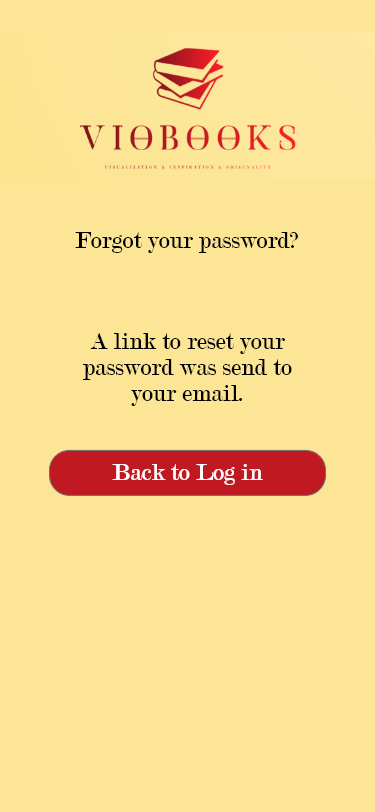 VIOBOOKS
VISUALIZATION & INSPIRATION & ORIGINALITY
Forgot your password?
A link to reset your
password was send to
your email.
Back to Log in